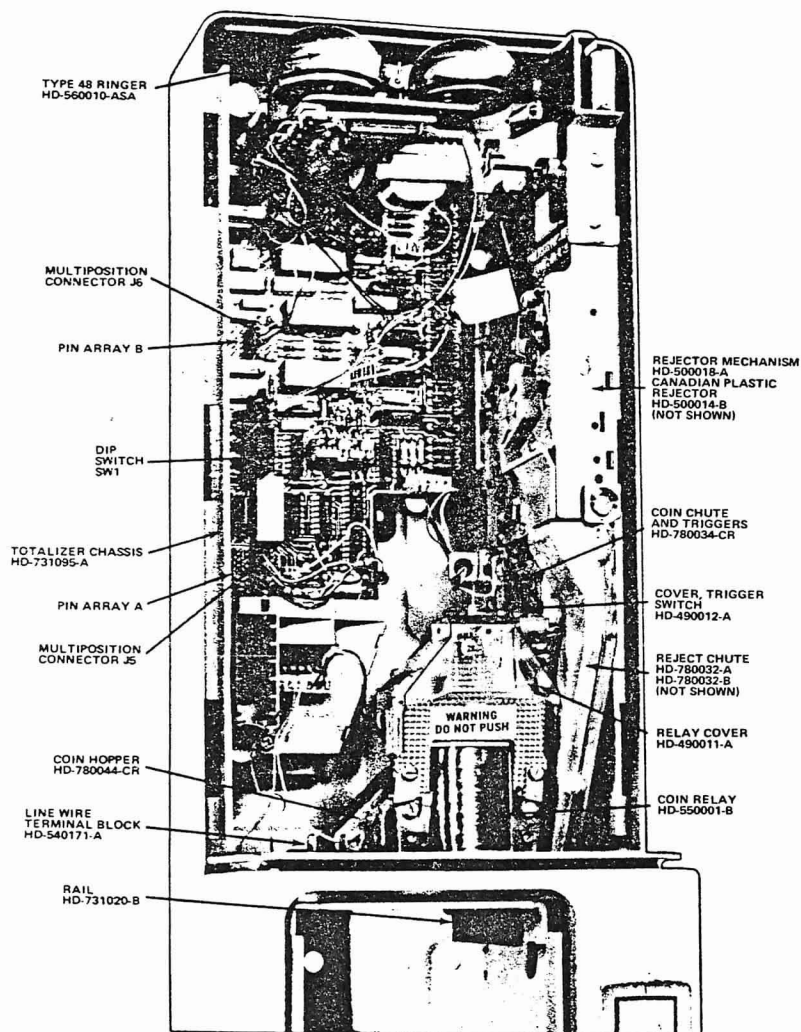 TYPE 48 RINGER
HD-560010-ASA
MULTIPOSITION
CONNECTOR J6
PIN ARRAY B
DIP
SWITCH
SW1
TOTALIZER CHASSIS
HD-731095-A
PIN ARRAY A
MULTIPOSITION
CONNECTOR J5
COIN HOPPER
HD-780044-CR
LINE WIRE
TERMINAL BLOCK
HD-540171-A
RAIL
HD-731020-B
REJECTOR MECHANISM
HD-500018-A
CANADIAN PLASTIC
REJECTOR
HD-500014-B
(NOT SHOWN)
COIN CHUTE
AND TRIGGERS
HD-780034-CR
COVER, TRIGGER
SWITCH
HD-490012-A
REJECT CHUTE
HD-780032-A
HD-780032-B
(NOT SHOWN)
RELAY COVER
HD-490011-A
COIN RELAY
HD-550001-B
WARNING
DO NOT PUSH